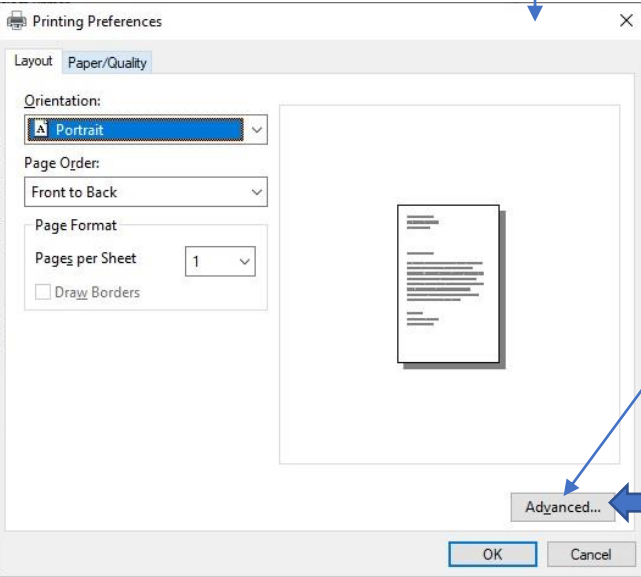 Printing Preferences
Layout Paper/Quality
Orientation:
A Portrait
Page Order:
Front to Back
Page Format
Pages per Sheet 1
Draw Borders
Advanced...
OK Cancel